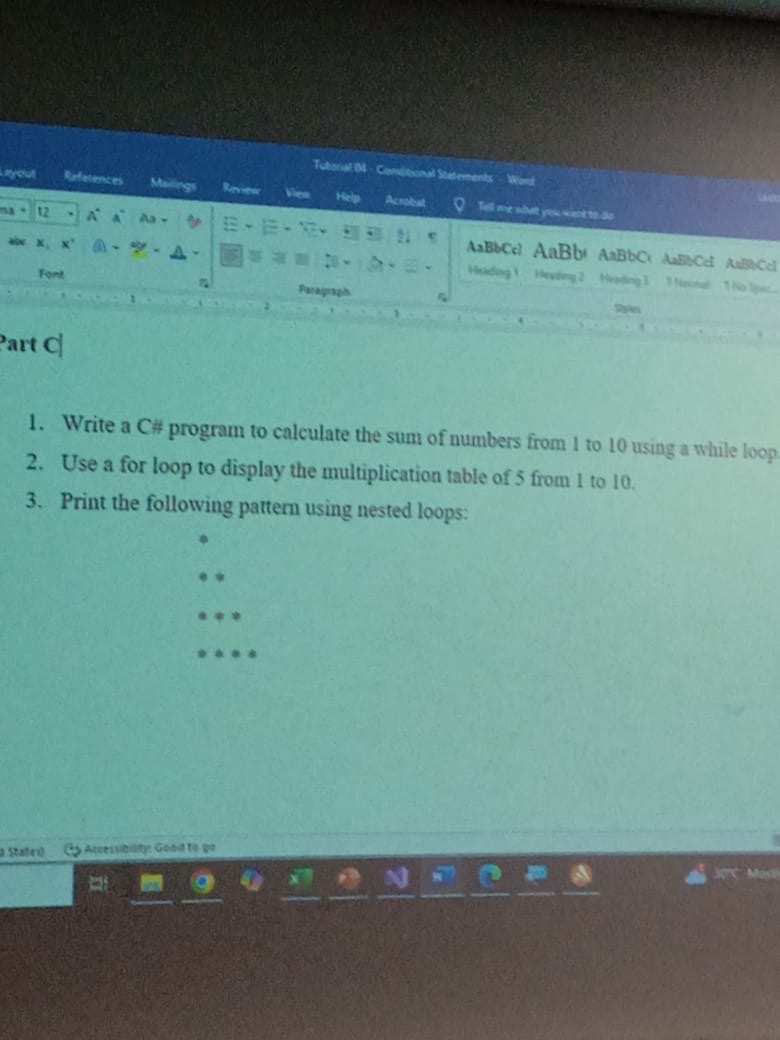 Tutorial 04 - Conditional Statements - Word
Layout References Mailings Review View Help Acrobat Tell me what you want to do
12 Aa
abc X, X' A
AaBbCcl AaBb( AaBbC( AaBbCcI AaBbCcI
Heading 1 Heading 2 Heading 3 1 Normal 1 No Spac...
Font Paragraph Styles
Part C
1. Write a C# program to calculate the sum of numbers from 1 to 10 using a while loop.
2. Use a for loop to display the multiplication table of 5 from 1 to 10.
3. Print the following pattern using nested loops:
*
* *
* * *
* * * *
States) Accessibility: Good to go
30°C